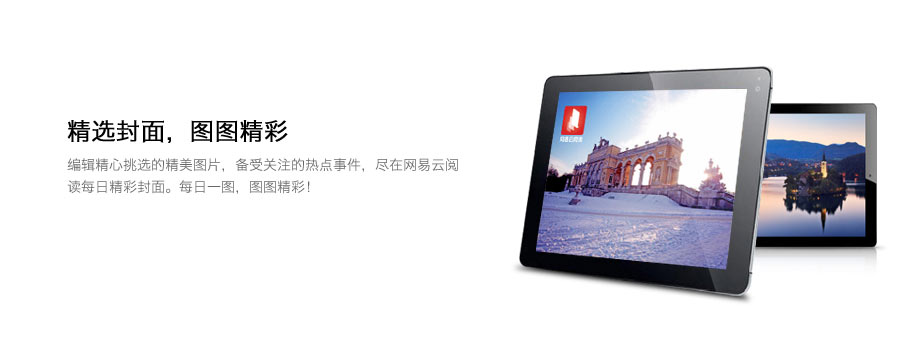 精选封面，图图精彩
编辑精心挑选的精美图片，备受关注的热点事件，尽在网易云阅
读每日精彩封面。每日一图，图图精彩！
网易云阅读